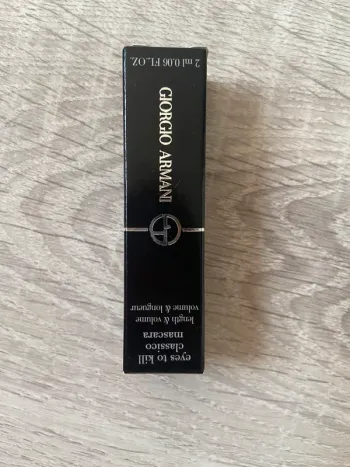 eyes to kill
classico
mascara
length & volume
volume & longueur
GIORGIO ARMANI
2 ml 0.06 FL.OZ.